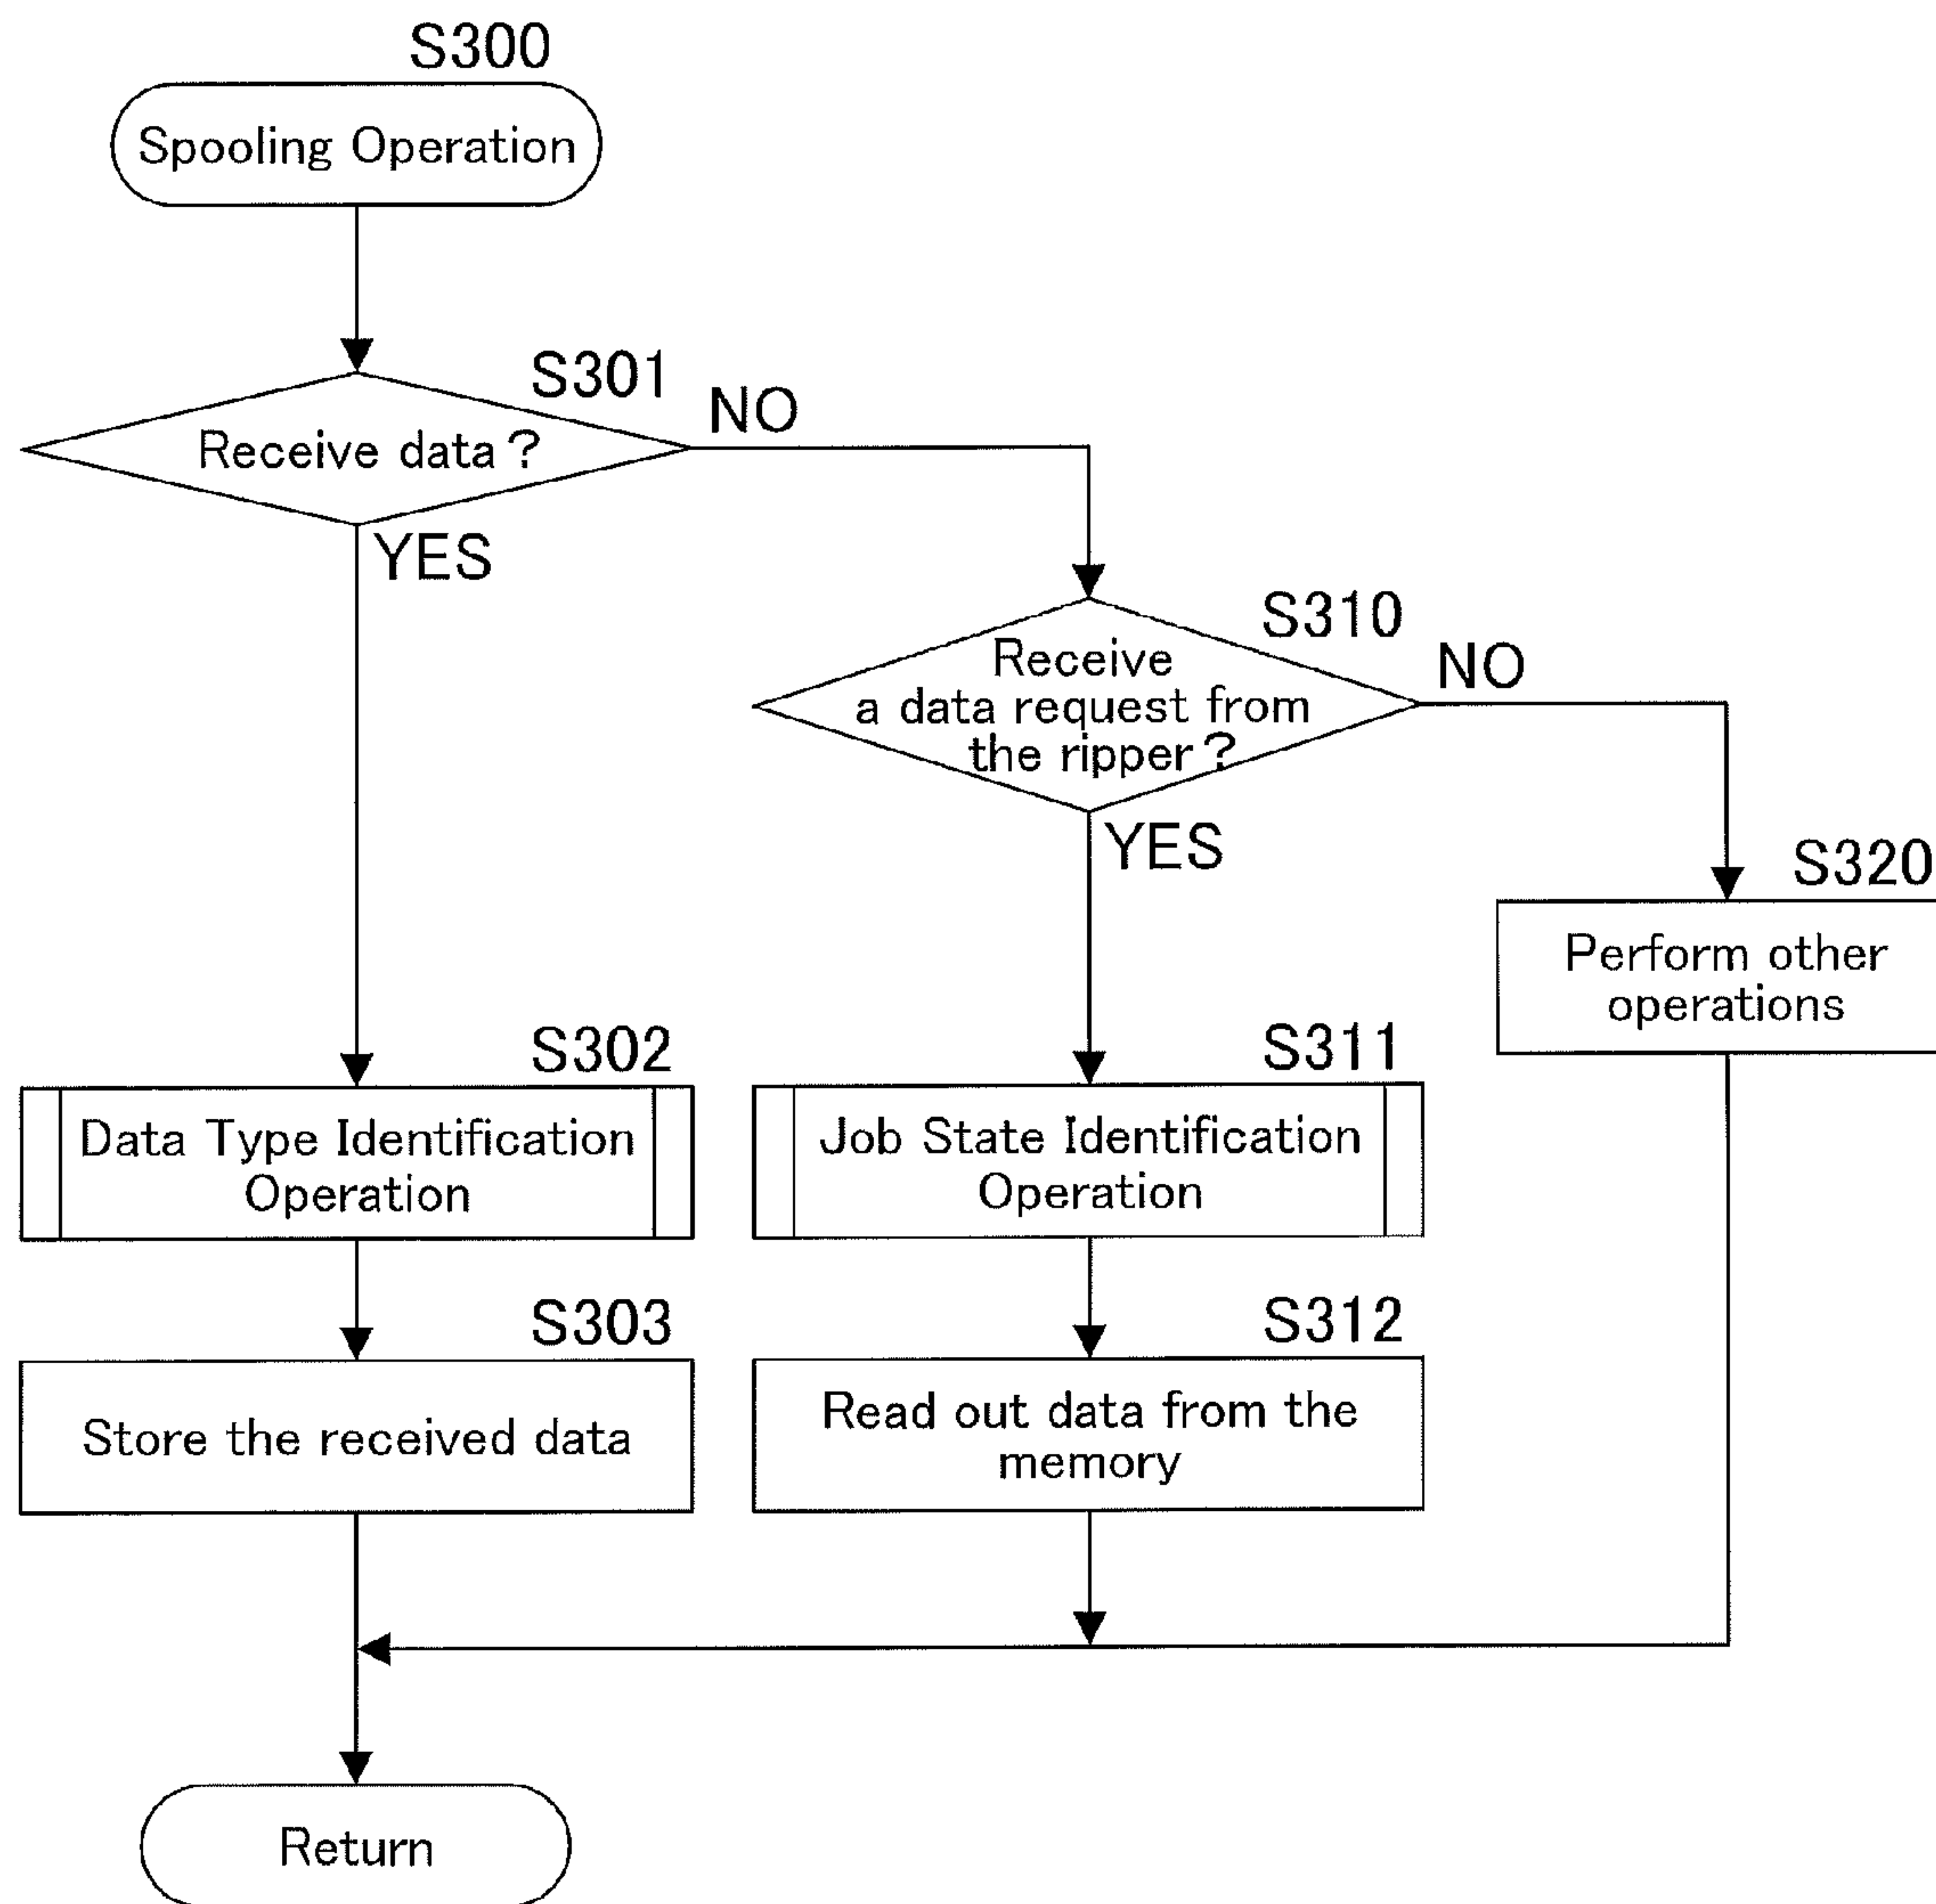 S300
Spooling Operation
S301
Receive data?
NO
YES
S310
Receive
a data request from
the ripper?
NO
YES
S320
Perform other
operations
S302
Data Type Identification
Operation
S311
Job State Identification
Operation
S303
Store the received data
S312
Read out data from the
memory
Return